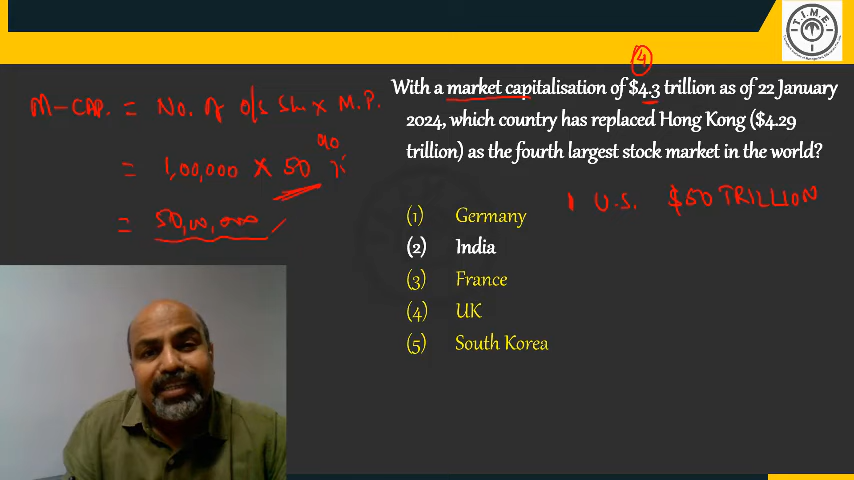 T.I.M.E.
4
With a market capitalisation of $4.3 trillion as of 22 January
2024, which country has replaced Hong Kong ($4.29
trillion) as the fourth largest stock market in the world?
(1) Germany
(2) India
(3) France
(4) UK
(5) South Korea
M-CAP. = No. of o/s Sh. x M.P.
90
= 1,00,000 x 50
= 50,00,000
1 U.S. $50 TRILLION